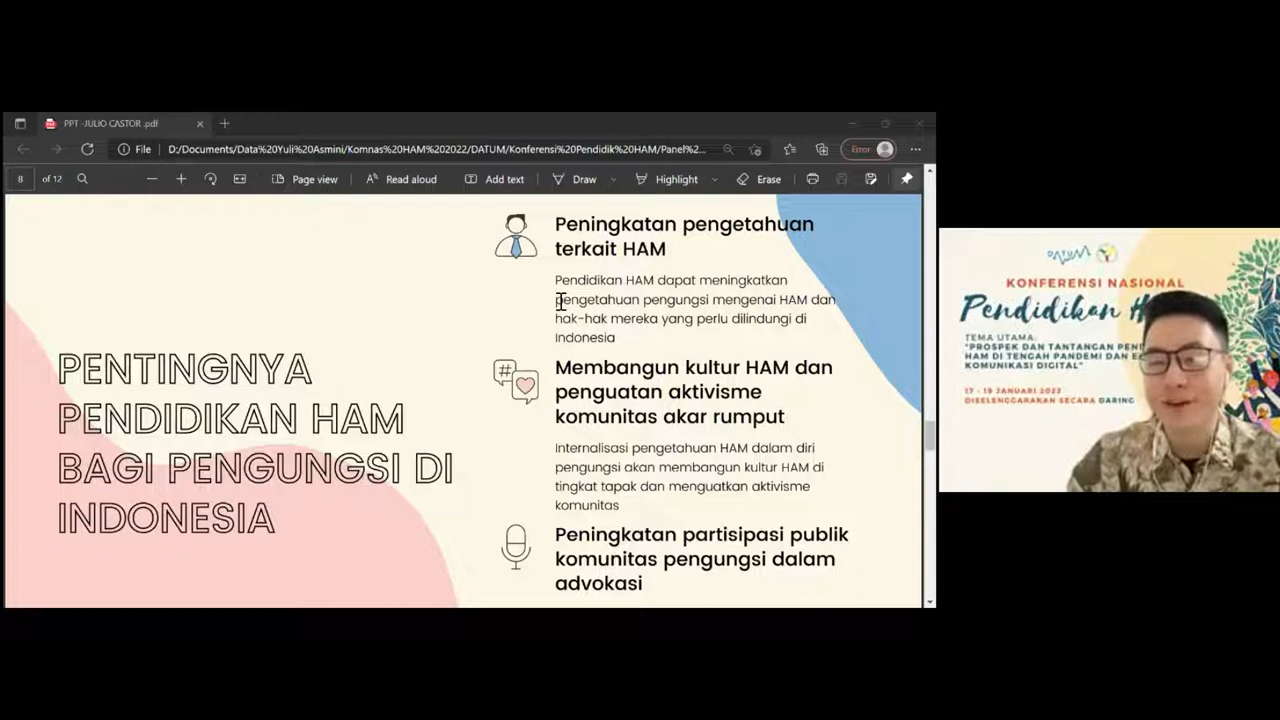 PPT -JULIO CASTOR .pdf
File
D:/Documents/Data%20Yuli%20Asmini/Komnas%20HAM%202022/DATUM/Konferensi%20Pendidik%20HAM/Panel%2...
Error
8 of 12
Page view
Read aloud
Add text
Draw
Highlight
Erase
PENTINGNYA
PENDIDIKAN HAM
BAGI PENGUNGSI DI
INDONESIA
Peningkatan pengetahuan
terkait HAM
Pendidikan HAM dapat meningkatkan
pengetahuan pengungsi mengenai HAM dan
hak-hak mereka yang perlu dilindungi di
Indonesia
Membangun kultur HAM dan
penguatan aktivisme
komunitas akar rumput
Internalisasi pengetahuan HAM dalam diri
pengungsi akan membangun kultur HAM di
tingkat tapak dan menguatkan aktivisme
komunitas
Peningkatan partisipasi publik
komunitas pengungsi dalam
advokasi
DATUM
KONFERENSI NASIONAL
Pendidikan H
TEMA UTAMA:
"PROSPEK DAN TANTANGAN PEND
HAM DI TENGAH PANDEMI DAN E
KOMUNIKASI DIGITAL"
17 - 19 JANUARI 2022
DISELENGGARAKAN SECARA DARING